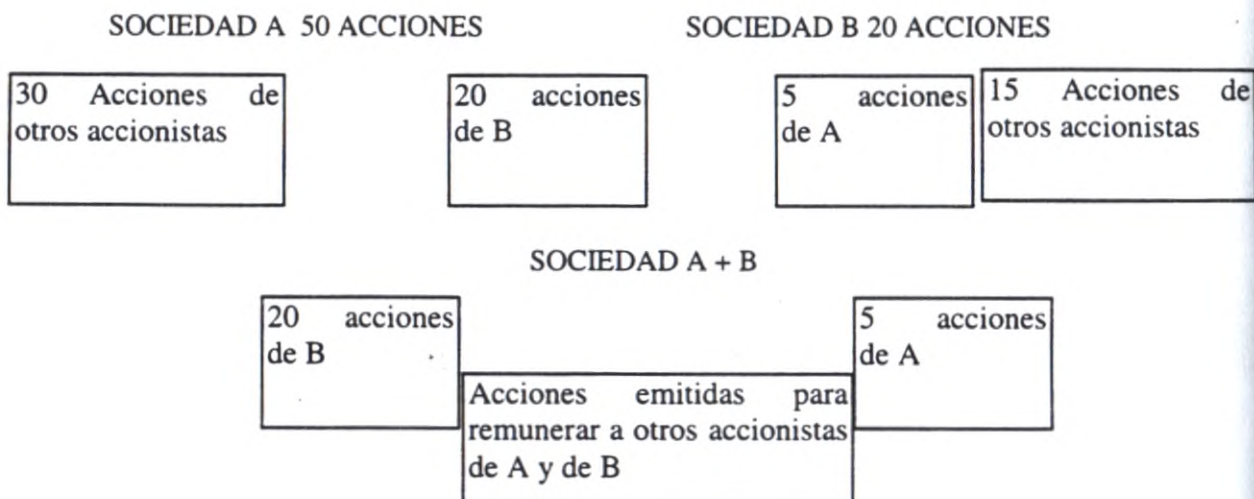 SOCIEDAD A 50 ACCIONES
SOCIEDAD B 20 ACCIONES
30 Acciones de
otros accionistas
20 acciones
de B
5 acciones
de A
15 Acciones de
otros accionistas
SOCIEDAD A + B
20 acciones
de B
5 acciones
de A
Acciones emitidas para
remunerar a otros accionistas
de A y de B